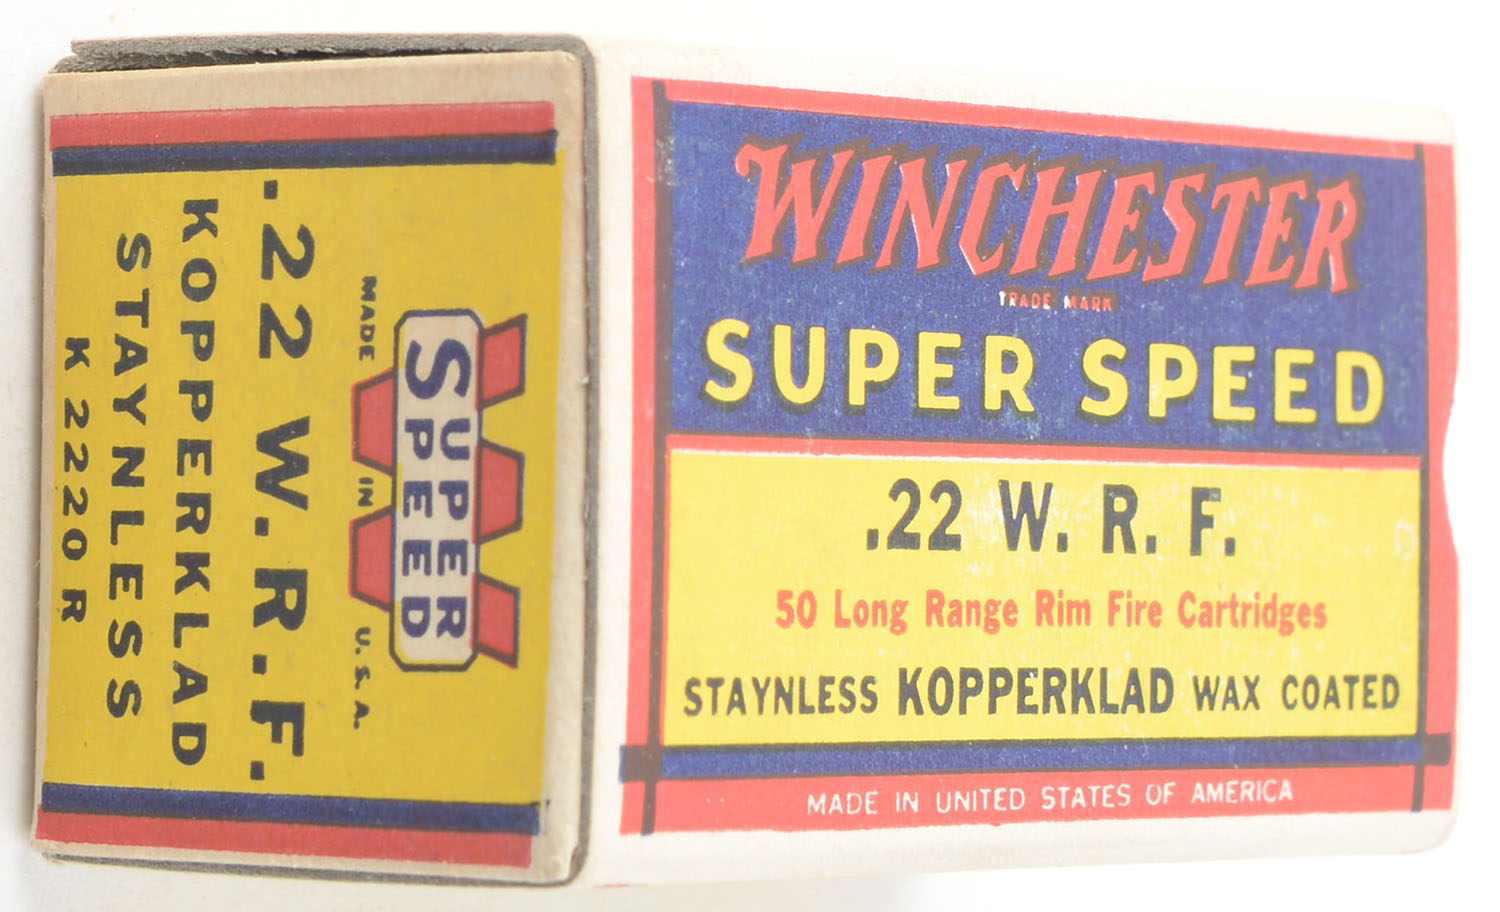 WINCHESTER
TRADE MARK
SUPER SPEED
.22 W. R. F.
50 Long Range Rim Fire Cartridges
STAYNLESS KOPPERKLAD WAX COATED
MADE IN UNITED STATES OF AMERICA
SUPER
SPEED
MADE IN U.S.A.
.22 W.R.F.
KOPPERKLAD
STAYNLESS
K 2220 R